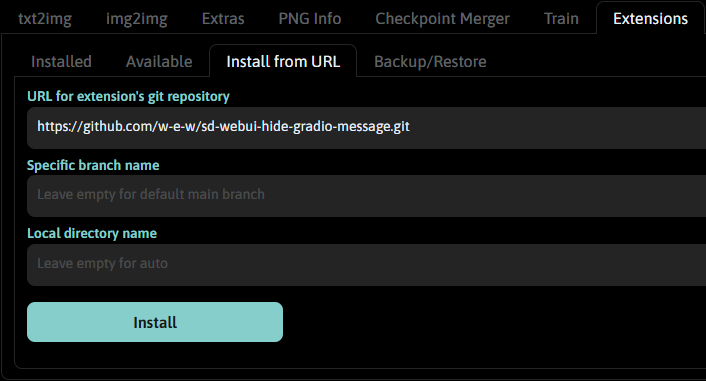 txt2img img2img Extras PNG Info Checkpoint Merger Train Extensions
Installed Available Install from URL Backup/Restore
URL for extension's git repository
https://github.com/w-e-w/sd-webui-hide-gradio-message.git
Specific branch name
Leave empty for default main branch
Local directory name
Leave empty for auto
Install